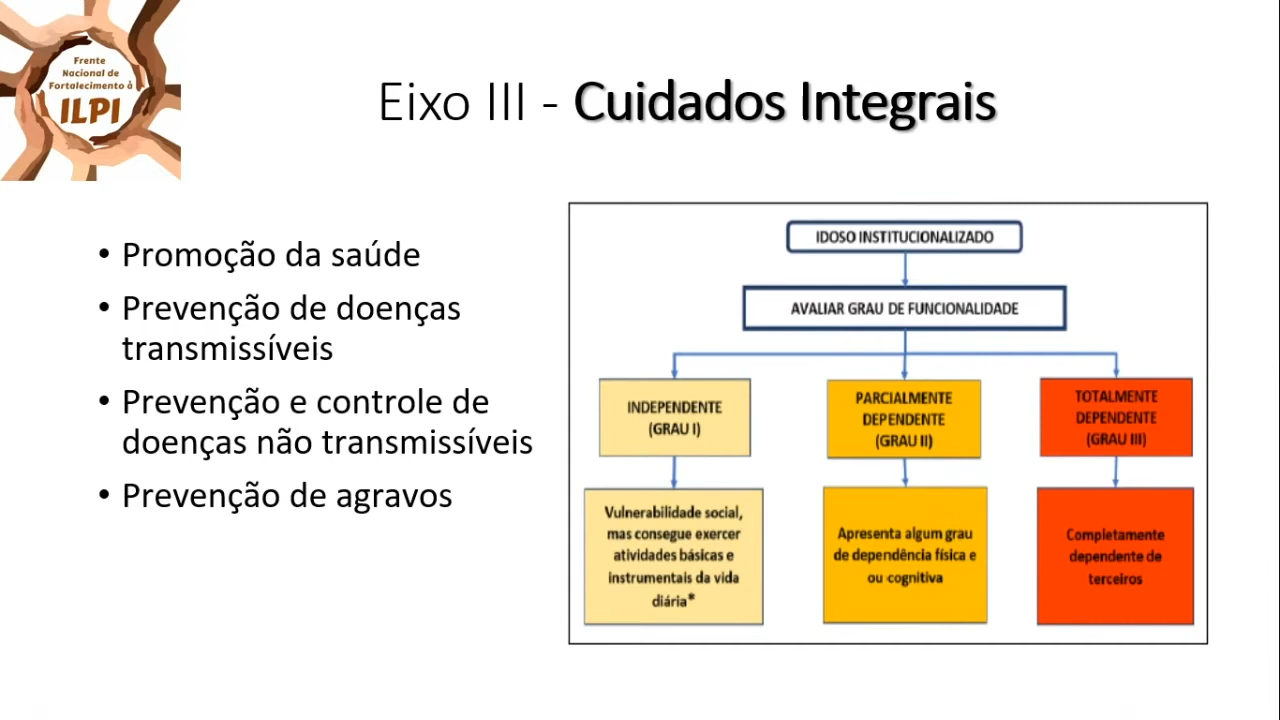 Frente
Nacional de
Fortalecimento à
ILPI
Eixo III - Cuidados Integrais
• Promoção da saúde
• Prevenção de doenças
transmissíveis
• Prevenção e controle de
doenças não transmissíveis
• Prevenção de agravos
IDOSO INSTITUCIONALIZADO
AVALIAR GRAU DE FUNCIONALIDADE
INDEPENDENTE
(GRAU I)
PARCIALMENTE
DEPENDENTE
(GRAU II)
TOTALMENTE
DEPENDENTE
(GRAU III)
Vulnerabilidade social,
mas consegue exercer
atividades básicas e
instrumentais da vida
diária*
Apresenta algum grau
de dependência física e
ou cognitiva
Completamente
dependente de
terceiros